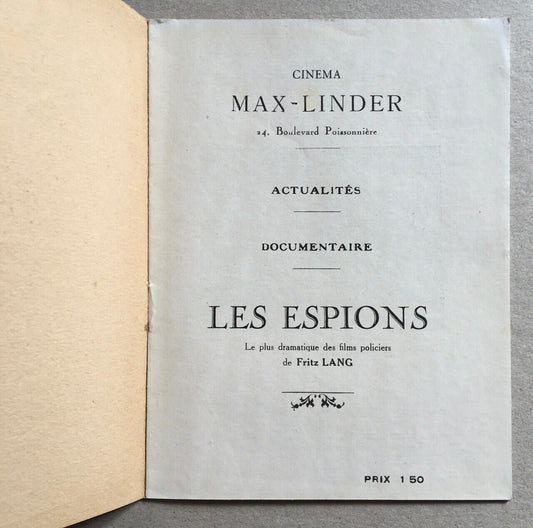 CINEMA
MAX-LINDER
24, Boulevard Poissonnière
ACTUALITÉS
DOCUMENTAIRE
LES ESPIONS
Le plus dramatique des films policiers
de Fritz LANG
PRIX 1 50